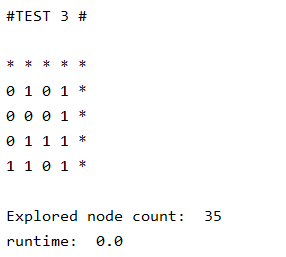 #TEST 3 #
* * * * *
0 1 0 1 *
0 0 0 1 *
0 1 1 1 *
1 1 0 1 *
Explored node count:  35
runtime:  0.0